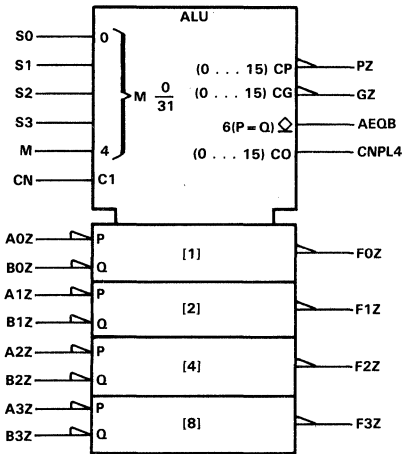 ALU
S0 0
S1
S2 M 0/31
S3
M 4
CN C1
(0 . . . 15) CP PZ
(0 . . . 15) CG GZ
6(P = Q) AEQB
(0 . . . 15) CO CNPL4
A0Z P
B0Z Q
[1] F0Z
A1Z P
B1Z Q
[2] F1Z
A2Z P
B2Z Q
[4] F2Z
A3Z P
B3Z Q
[8] F3Z